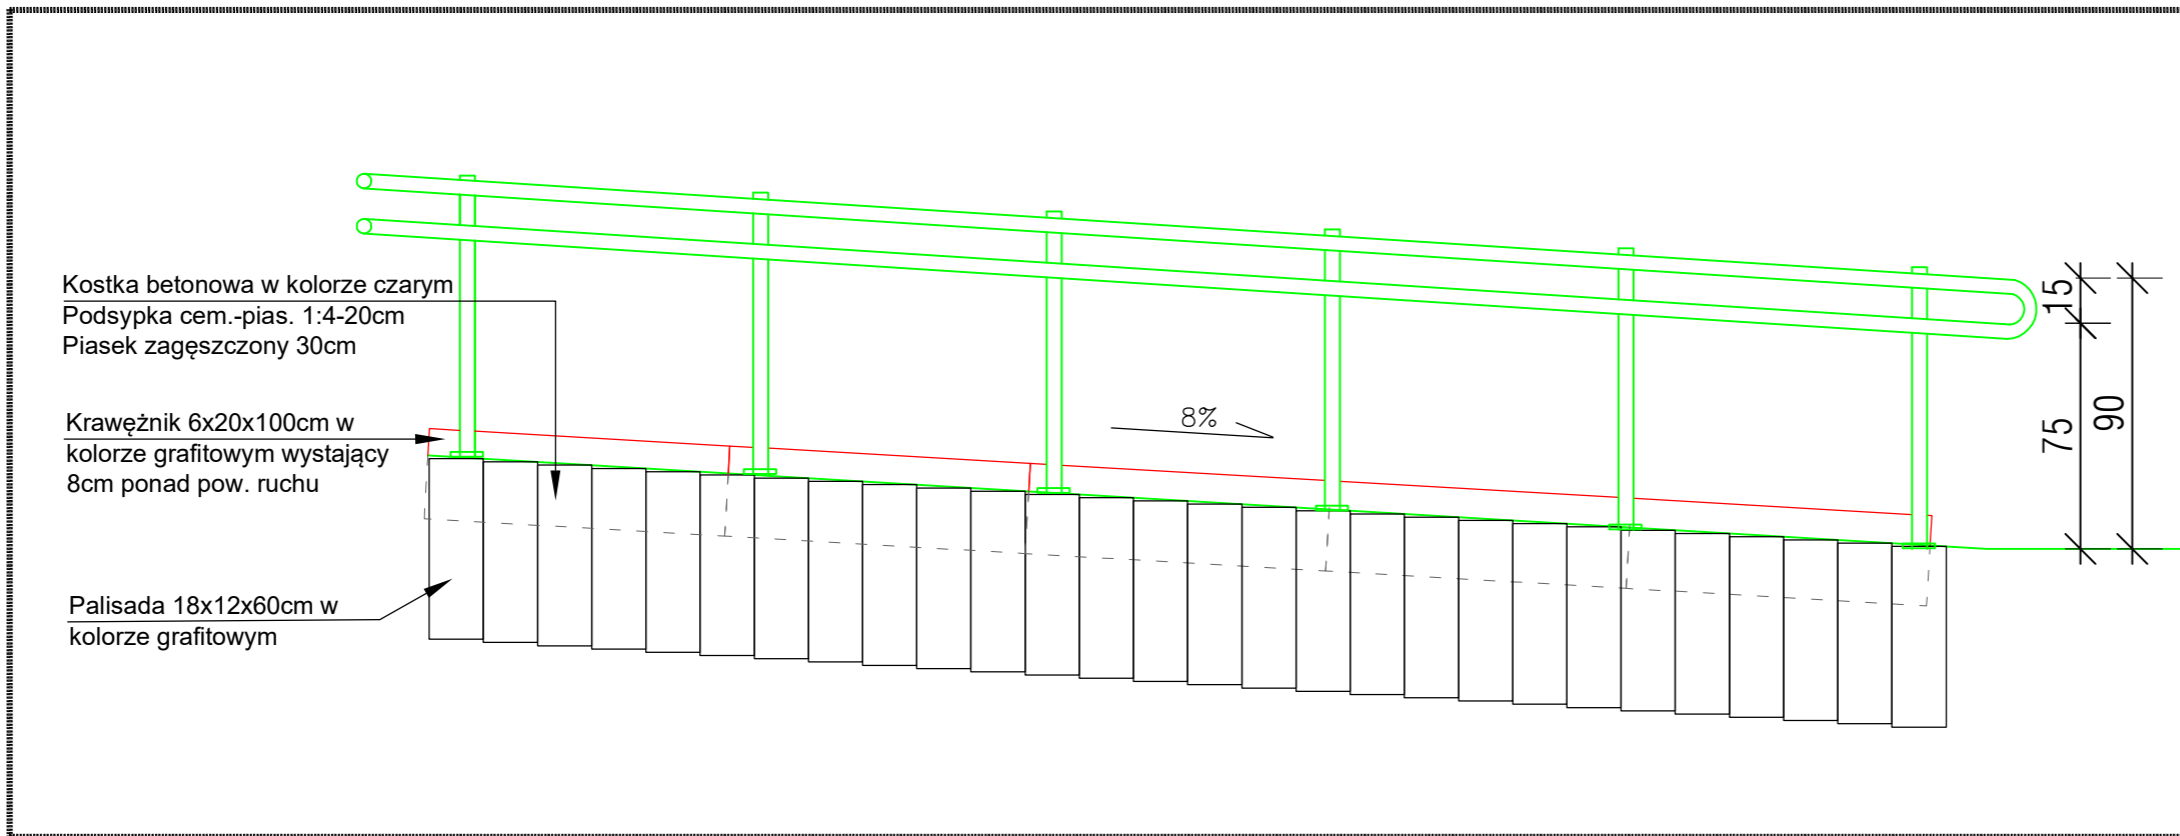 Kostka betonowa w kolorze czarym
Podsypka cem.-pias. 1:4-20cm
Piasek zagęszczony 30cm
Krawężnik 6x20x100cm w
kolorze grafitowym wystający
8cm ponad pow. ruchu
Palisada 18x12x60cm w
kolorze grafitowym
8%
15
75
90